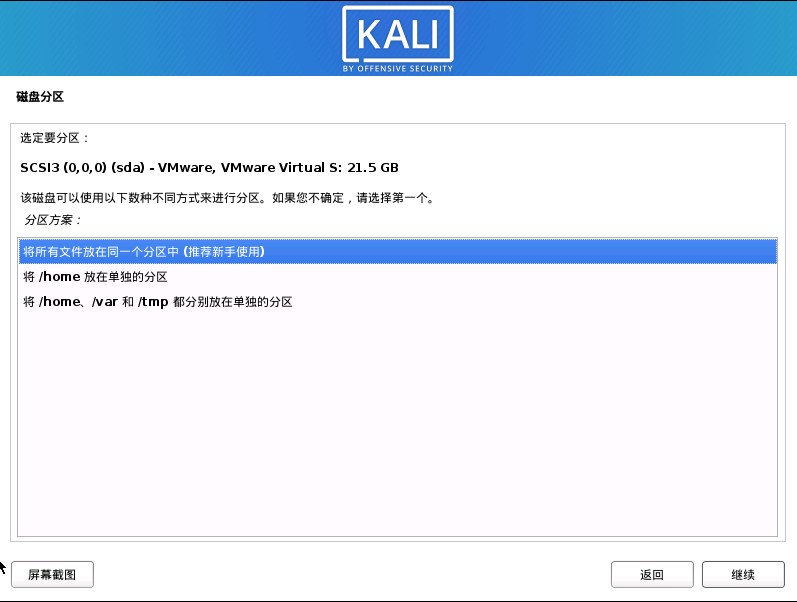 KALI
BY OFFENSIVE SECURITY
磁盘分区
选定要分区：
SCSI3 (0,0,0) (sda) - VMware, VMware Virtual S: 21.5 GB
该磁盘可以使用以下数种不同方式来进行分区。如果您不确定，请选择第一个。
分区方案：
将所有文件放在同一个分区中 (推荐新手使用)
将 /home 放在单独的分区
将 /home、/var 和 /tmp 都分别放在单独的分区
屏幕截图
返回
继续